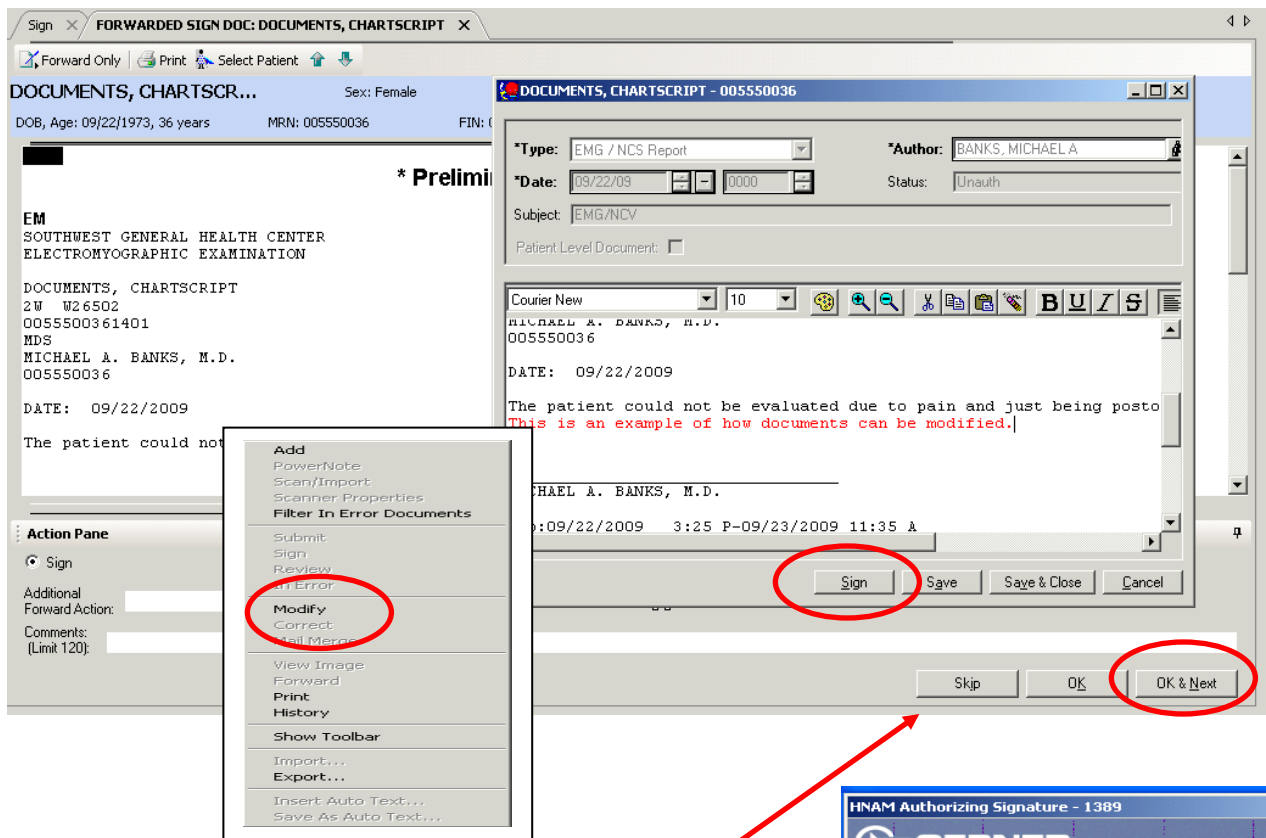 Sign
FORWARDED SIGN DOC: DOCUMENTS, CHARTSCRIPT
Forward Only Print Select Patient
DOCUMENTS, CHARTSCR... Sex: Female
DOB, Age: 09/22/1973, 36 years MRN: 005550036 FIN:
* Prelimi
EM
SOUTHWEST GENERAL HEALTH CENTER
ELECTROMYOGRAPHIC EXAMINATION
DOCUMENTS, CHARTSCRIPT
2W W26502
0055500361401
MDS
MICHAEL A. BANKS, M.D.
005550036
DATE: 09/22/2009
The patient could not
DOCUMENTS, CHARTSCRIPT - 005550036
*Type: EMG / NCS Report *Author: BANKS, MICHAEL A
*Date: 09/22/09 0000 Status: Unauth
Subject: EMG/NCV
Patient Level Document:
Courier New 10 B U I S
MICHAEL A. BANKS, M.D.
005550036
DATE: 09/22/2009
The patient could not be evaluated due to pain and just being posto
This is an example of how documents can be modified.
HAEL A. BANKS, M.D.
:09/22/2009 3:25 P-09/23/2009 11:35 A
Sign Save Save & Close Cancel
Add
PowerNote
Scan/Import
Scanner Properties
Filter In Error Documents
Submit
Sign
Review
In Error
Modify
Correct
Mail Merge
View Image
Forward
Print
History
Show Toolbar
Import...
Export...
Insert Auto Text...
Save As Auto Text...
Action Pane
Sign
Additional
Forward Action:
Comments:
(Limit 120):
Skip OK OK & Next
HNAM Authorizing Signature - 1389
CERNER